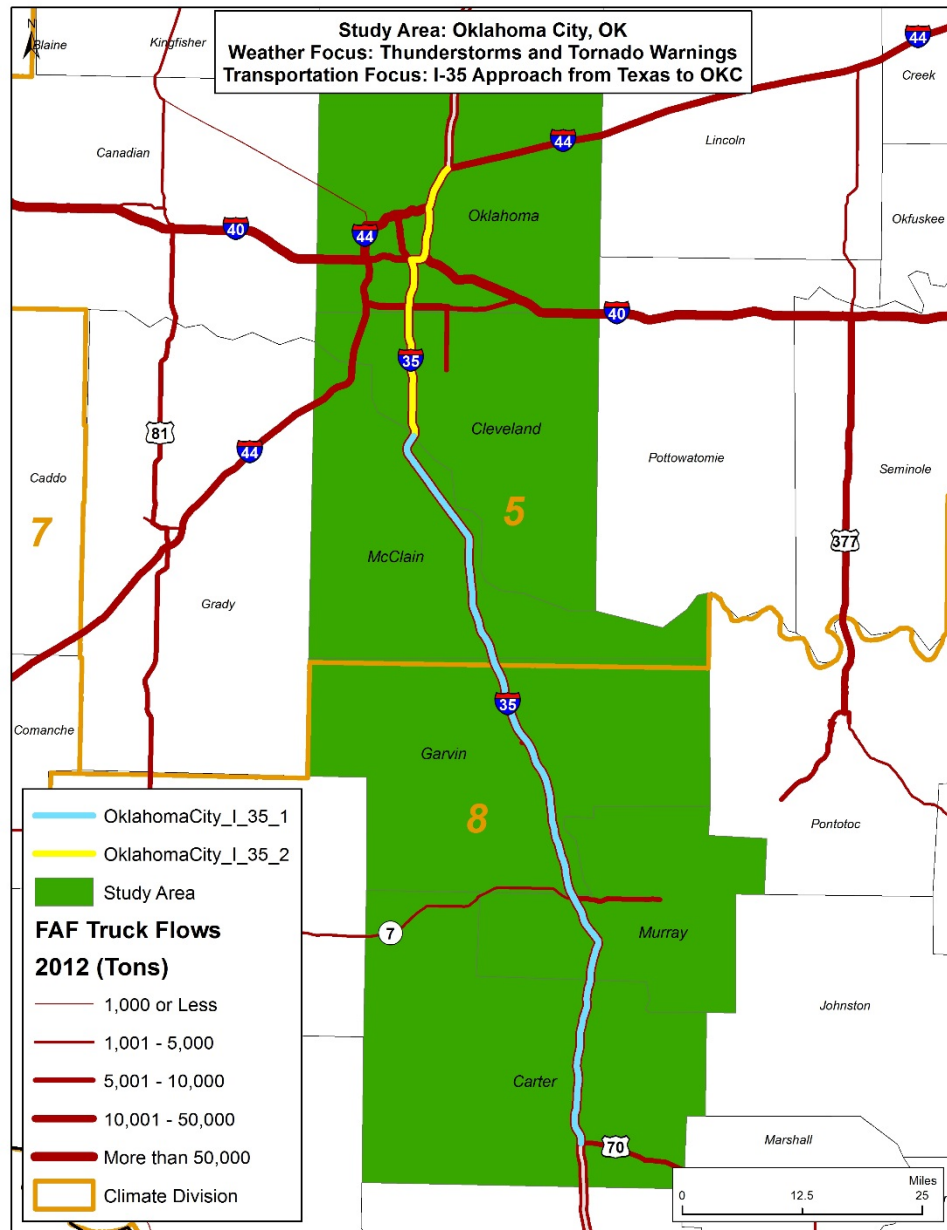 Study Area: Oklahoma City, OK
Weather Focus: Thunderstorms and Tornado Warnings
Transportation Focus: I-35 Approach from Texas to OKC
N
Blaine
Kingfisher
44
Creek
44
Lincoln
Canadian
Oklahoma
Okfuskee
40
44
40
35
81
Cleveland
44
Pottowatomie
Seminole
Caddo
7
5
377
McClain
Grady
35
Comanche
Garvin
8
Pontotoc
7
Murray
Johnston
Carter
70
Marshall
OklahomaCity_I_35_1
OklahomaCity_I_35_2
Study Area
FAF Truck Flows
2012 (Tons)
1,000 or Less
1,001 - 5,000
5,001 - 10,000
10,001 - 50,000
More than 50,000
Climate Division
Miles
0 12.5 25